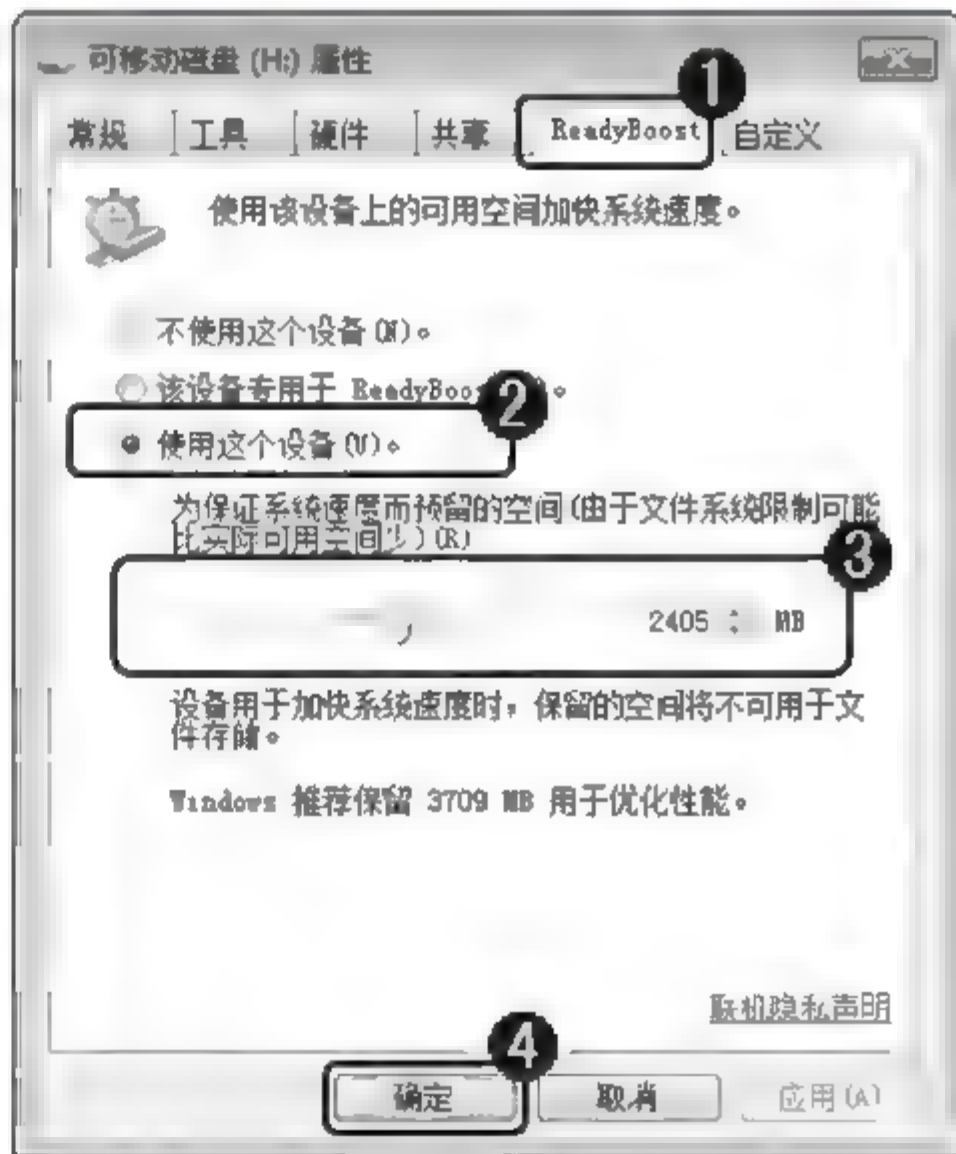 可移动磁盘 (H:) 属性
1
常规 工具 硬件 共享 ReadyBoost 自定义
使用该设备上的可用空间加快系统速度。
不使用这个设备(N)。
该设备专用于 ReadyBoo
2
使用这个设备(U)。
为保证系统速度而预留的空间(由于文件系统限制可能
比实际可用空间少)(R)
3
2405 MB
设备用于加快系统速度时，保留的空间将不可用于文
件存储。
Windows 推荐保留 3709 MB 用于优化性能。
联机隐私声明
4
确定 取消 应用(A)